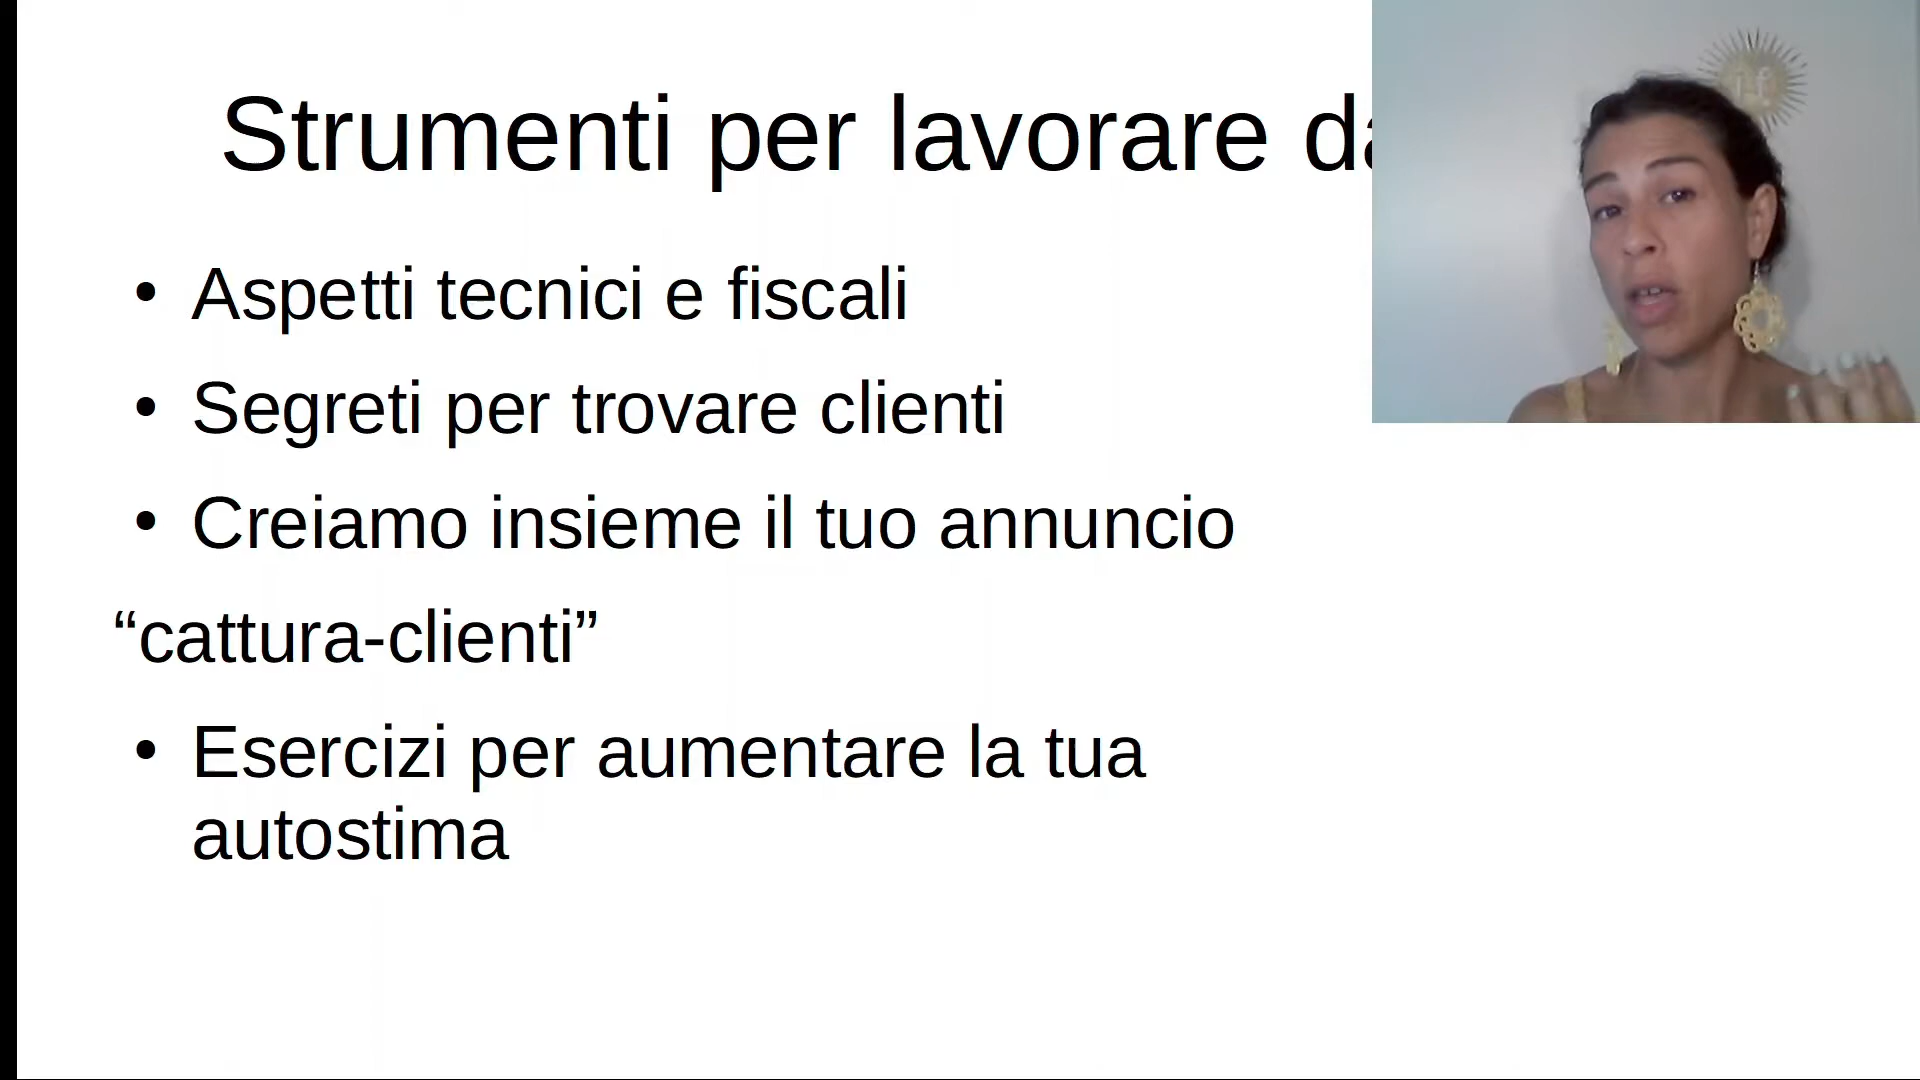 Strumenti per lavorare
• Aspetti tecnici e fiscali
• Segreti per trovare clienti
• Creiamo insieme il tuo annuncio
“cattura-clienti”
• Esercizi per aumentare la tua
autostima